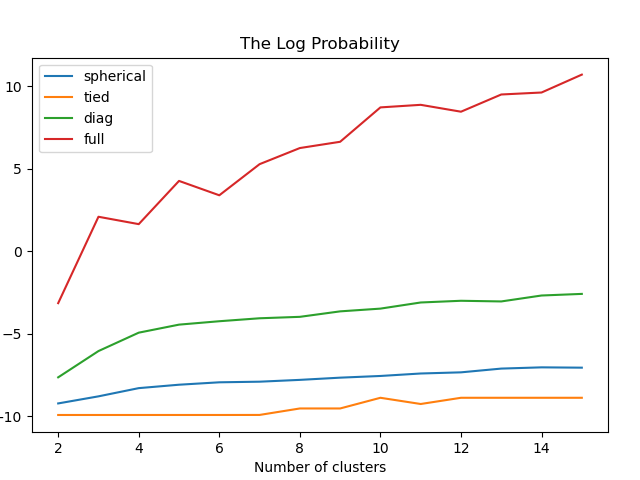 The Log Probability
spherical
tied
diag
full
10
5
0
−5
−10
2
4
6
8
10
12
14
Number of clusters